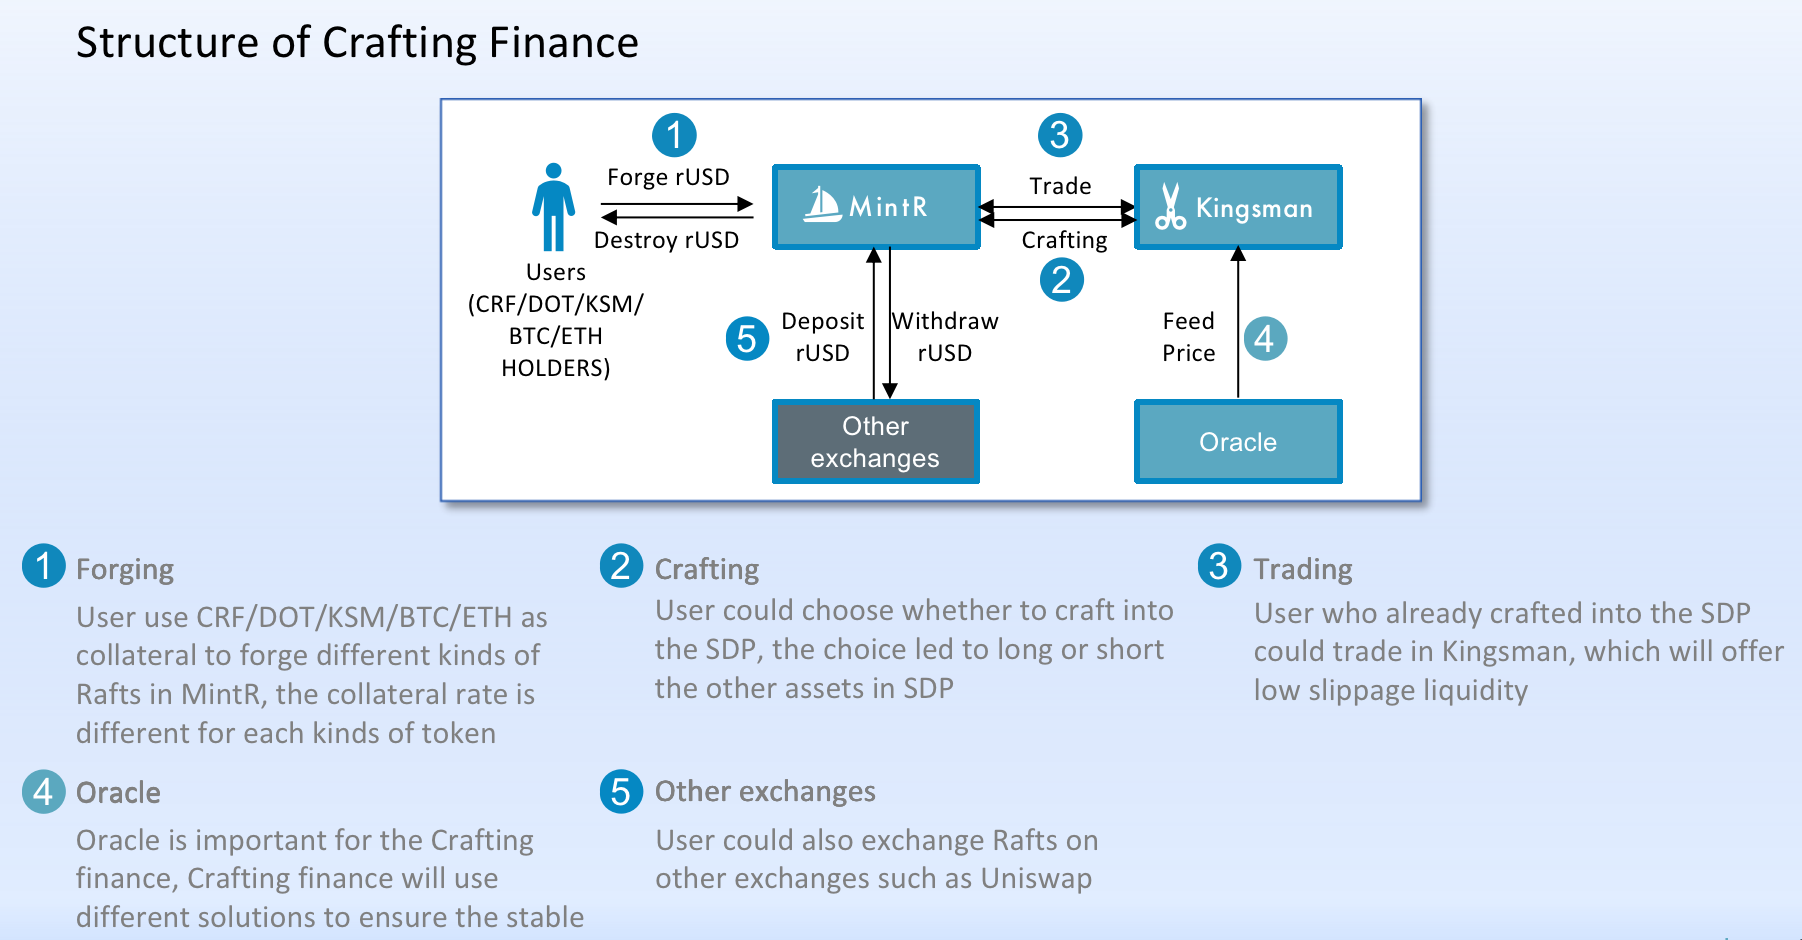 Structure of Crafting Finance
1
Forge rUSD
Destroy rUSD
Users
(CRF/DOT/KSM/
BTC/ETH
HOLDERS)
MintR
3
Trade
Crafting
2
Kingsman
5
Deposit
rUSD
Withdraw
rUSD
Feed
Price
4
Other
exchanges
Oracle
1 Forging
User use CRF/DOT/KSM/BTC/ETH as
collateral to forge different kinds of
Rafts in MintR, the collateral rate is
different for each kinds of token
2 Crafting
User could choose whether to craft into
the SDP, the choice led to long or short
the other assets in SDP
3 Trading
User who already crafted into the SDP
could trade in Kingsman, which will offer
low slippage liquidity
4 Oracle
Oracle is important for the Crafting
finance, Crafting finance will use
different solutions to ensure the stable
5 Other exchanges
User could also exchange Rafts on
other exchanges such as Uniswap